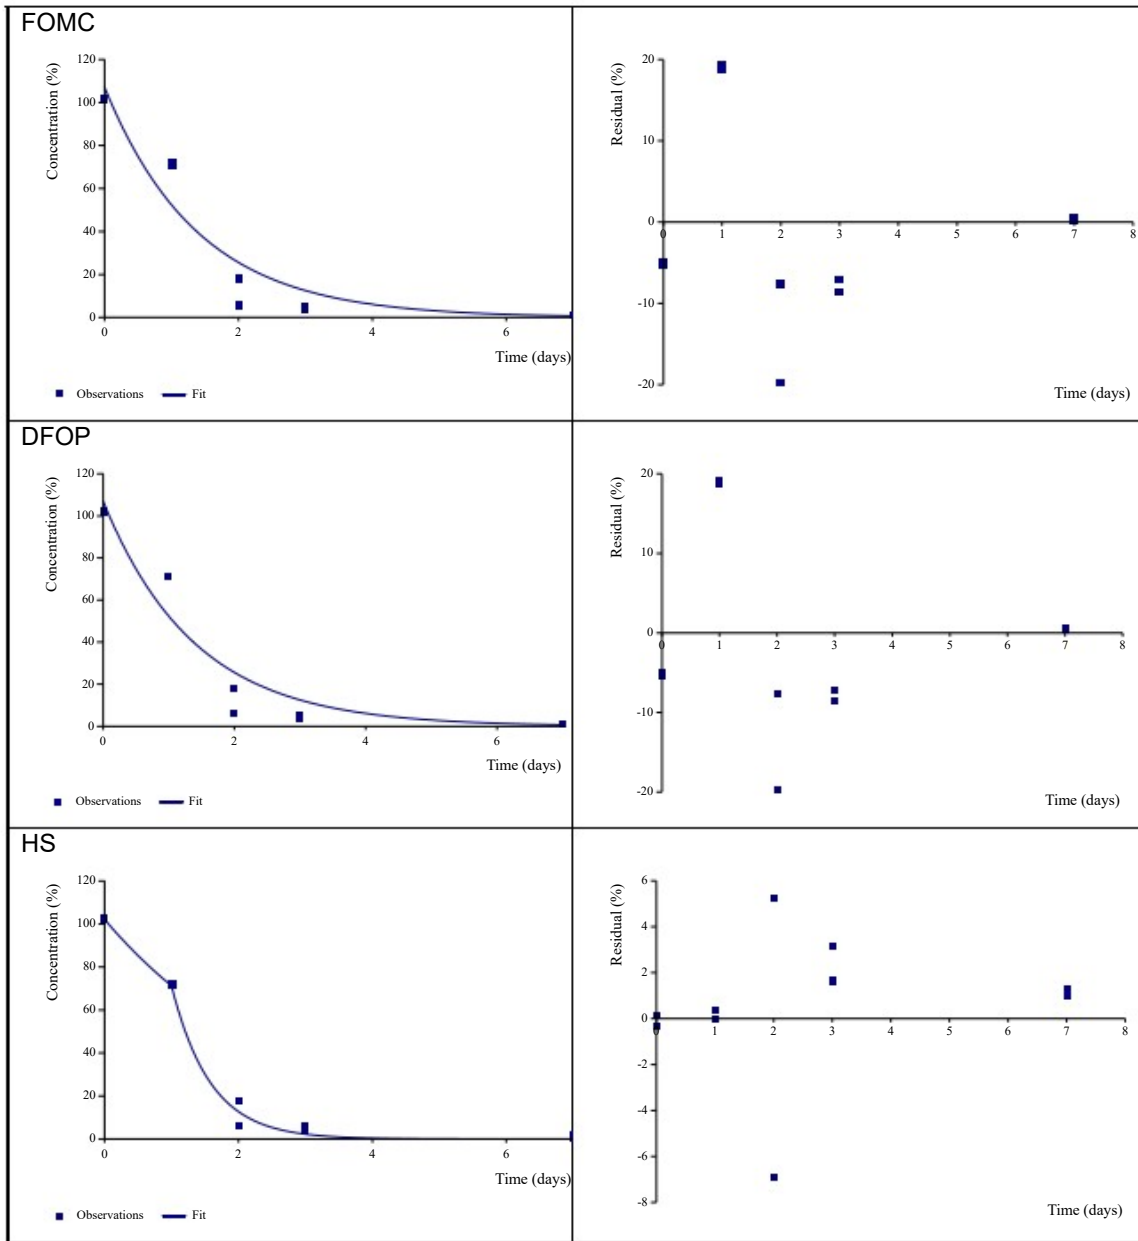 FOMC
Concentration (%)
120
100
80
60
40
20
0
0 2 4 6
Time (days)
Observations Fit
Residual (%)
20
10
0
-10
-20
0 1 2 3 4 5 6 7 8
Time (days)
DFOP
Concentration (%)
120
100
80
60
40
20
0
0 2 4 6
Time (days)
Observations Fit
Residual (%)
20
10
0
-10
-20
0 1 2 3 4 5 6 7 8
Time (days)
HS
Concentration (%)
120
100
80
60
40
20
0
0 2 4 6
Time (days)
Observations Fit
Residual (%)
6
4
2
0
-2
-4
-6
-8
0 1 2 3 4 5 6 7 8
Time (days)